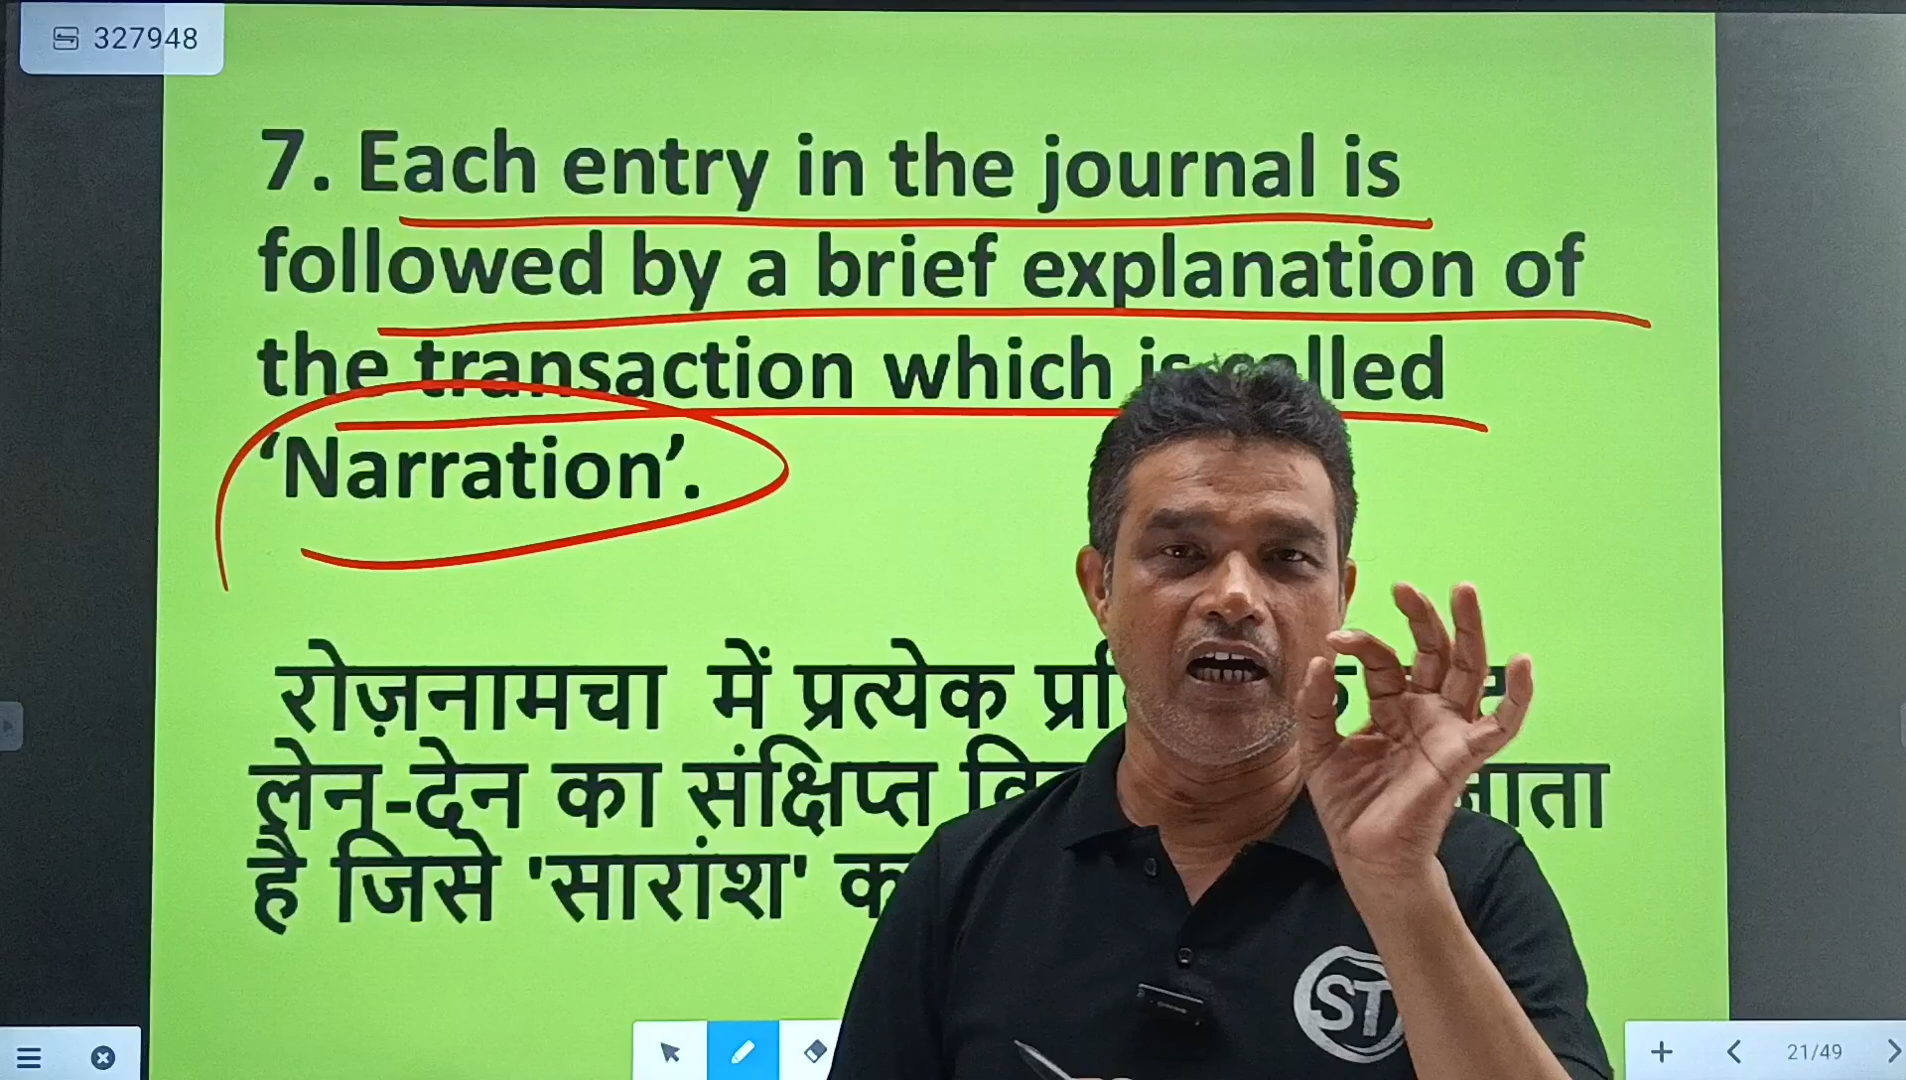 327948
7. Each entry in the journal is
followed by a brief explanation of
the transaction which is called
‘Narration’.
रोज़नामचा में प्रत्येक
लेन-देन का संक्षिप्त
है जिसे 'सारांश'
ST
21/49